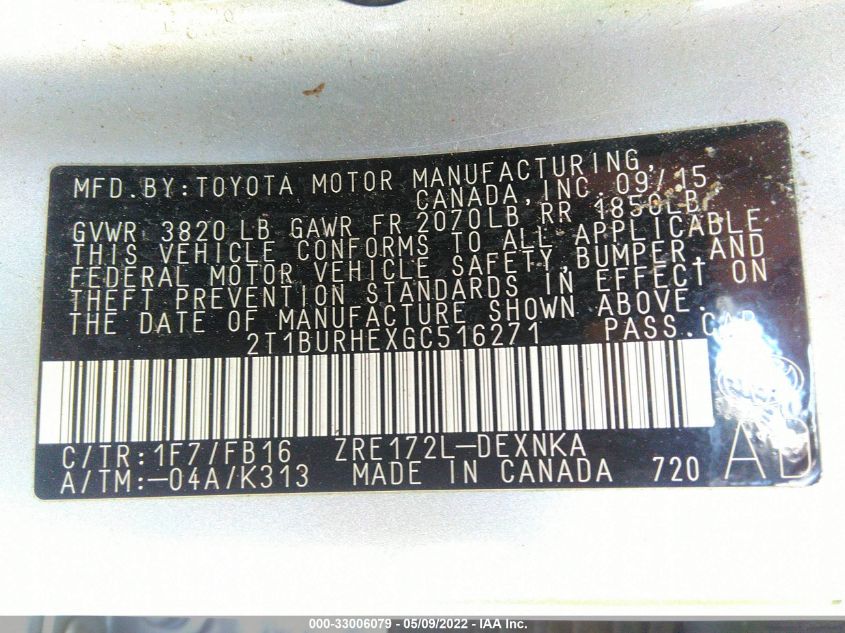 MFD.BY:TOYOTA MOTOR MANUFACTURING,
CANADA,INC. 09/15
GVWR 3820 LB GAWR FR 2070LB RR 1850LB
THIS VEHICLE CONFORMS TO ALL APPLICABLE
FEDERAL MOTOR VEHICLE SAFETY,BUMPER,AND
THEFT PREVENTION STANDARDS IN EFFECT ON
THE DATE OF MANUFACTURE SHOWN ABOVE.
2T1BURHEXGC516271 PASS.CAR
C/TR:1F7/FB16 ZRE172L-DEXNKA
A/TM:-04A/K313 MADE IN CANADA 720 AD
000-33006079 - 05/09/2022 - IAA Inc.